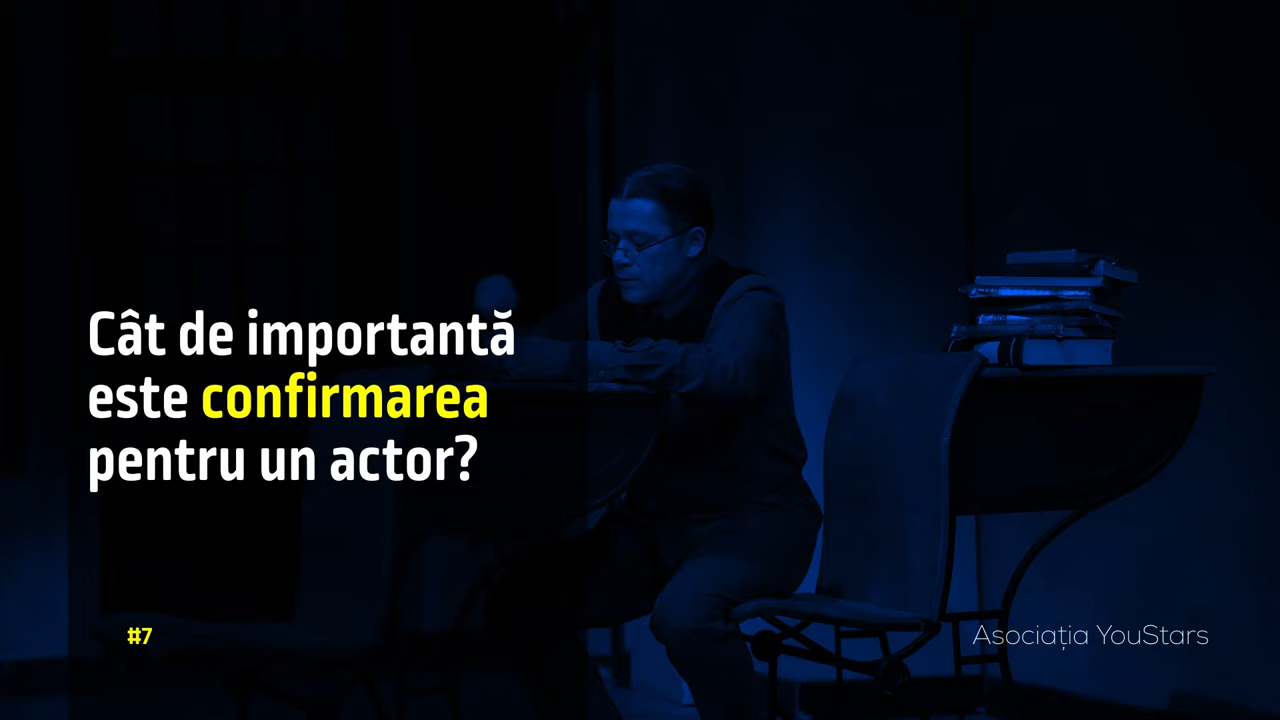 Cât de importantă
este confirmarea
pentru un actor?
#7
Asociația YouStars